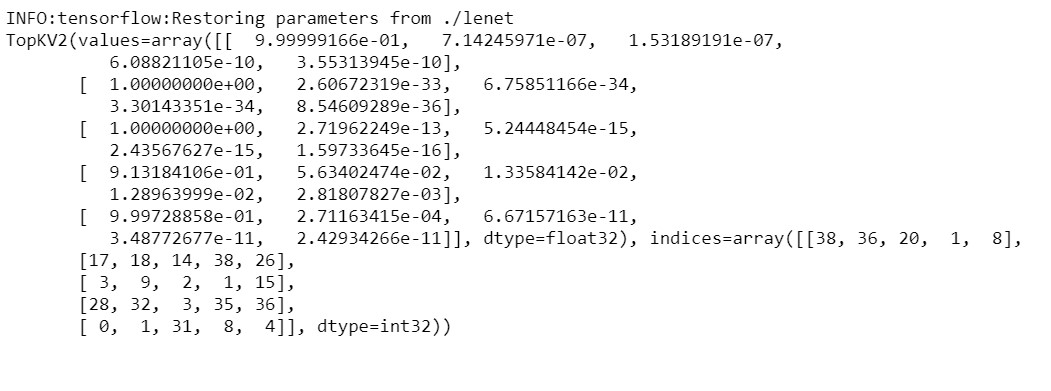 INFO:tensorflow:Restoring parameters from ./lenet
TopKV2(values=array([[  9.99999166e-01,   7.14245971e-07,   1.53189191e-07,
          6.08821105e-10,   3.55313945e-10],
       [  1.00000000e+00,   2.60672319e-33,   6.75851166e-34,
          3.30143351e-34,   8.54609289e-36],
       [  1.00000000e+00,   2.71962249e-13,   5.24448454e-15,
          2.43567627e-15,   1.59733645e-16],
       [  9.13184106e-01,   5.63402474e-02,   1.33584142e-02,
          1.28963999e-02,   2.81807827e-03],
       [  9.99728858e-01,   2.71163415e-04,   6.67157163e-11,
          3.48772677e-11,   2.42934266e-11]], dtype=float32), indices=array([[38, 36, 20,  1,  8],
       [17, 18, 14, 38, 26],
       [ 3,  9,  2,  1, 15],
       [28, 32,  3, 35, 36],
       [ 0,  1, 31,  8,  4]], dtype=int32))